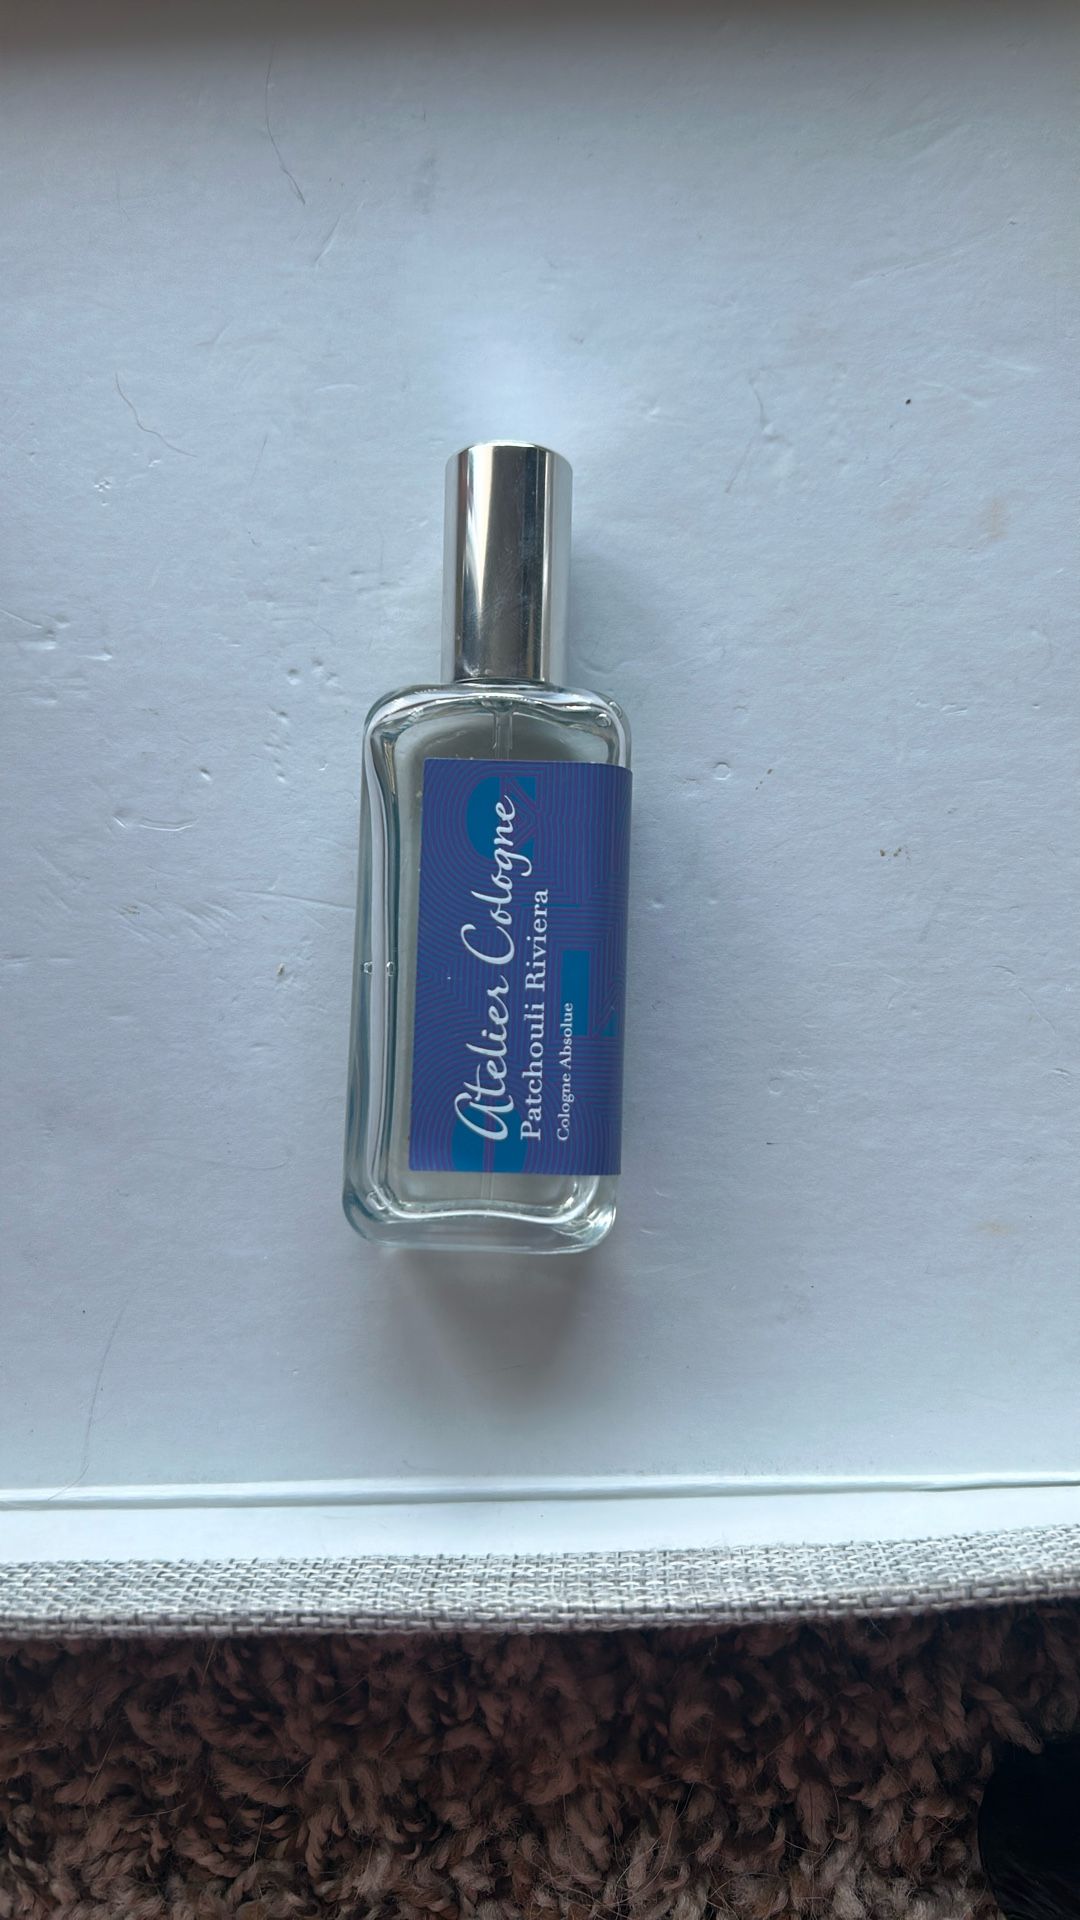 Atelier Cologne
Patchouli Riviera
Cologne Absolue